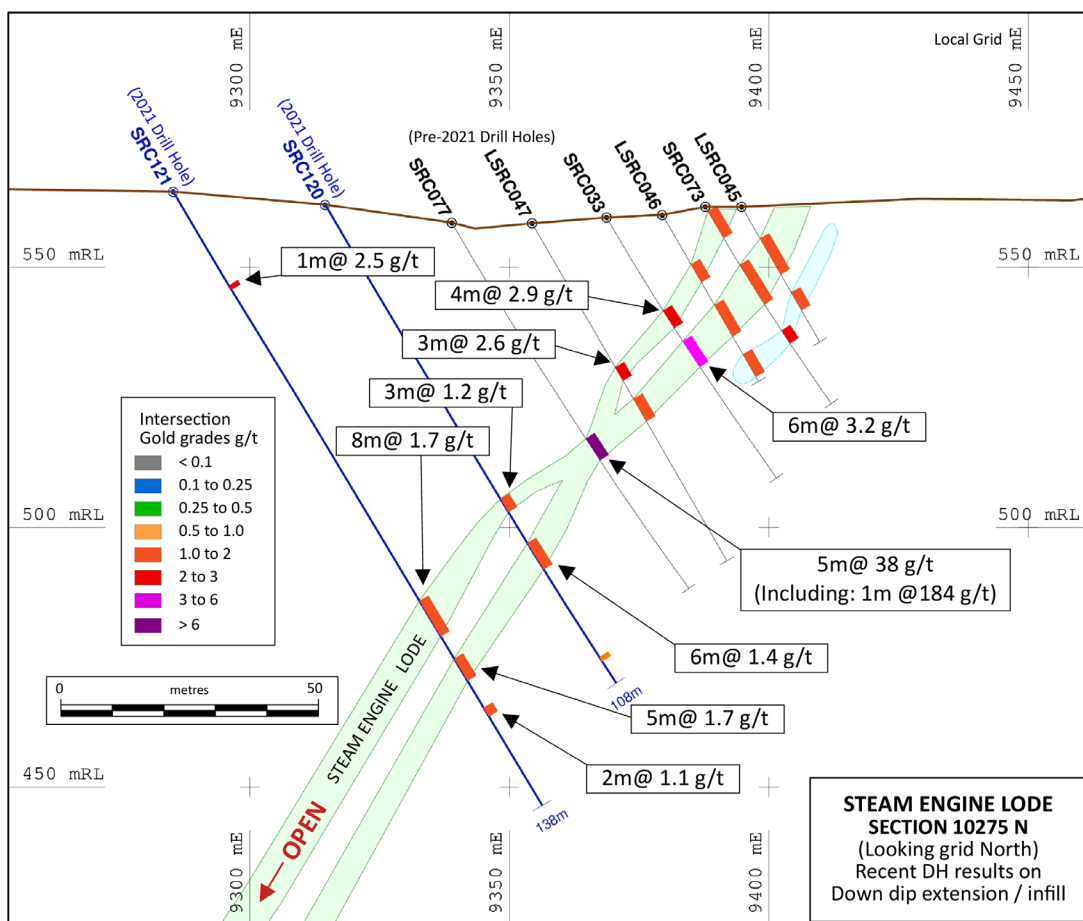 9300 mE
9350 mE
9400 mE
9450 mE
Local Grid
(2021 Drill Hole)
SRC121
(2021 Drill Hole)
SRC120
(Pre-2021 Drill Holes)
SRC077
LSRC047
SRC033
LSRC046
SRC073
LSRC045
550 mRL
550 mRL
1m@ 2.5 g/t
4m@ 2.9 g/t
3m@ 2.6 g/t
3m@ 1.2 g/t
8m@ 1.7 g/t
6m@ 3.2 g/t
Intersection
Gold grades g/t
< 0.1
0.1 to 0.25
0.25 to 0.5
0.5 to 1.0
1.0 to 2
2 to 3
3 to 6
> 6
500 mRL
500 mRL
5m@ 38 g/t
(Including: 1m @184 g/t)
6m@ 1.4 g/t
5m@ 1.7 g/t
2m@ 1.1 g/t
STEAM ENGINE LODE
OPEN
108m
138m
0 metres 50
450 mRL
9300 mE
9350 mE
9400 mE
STEAM ENGINE LODE
SECTION 10275 N
(Looking grid North)
Recent DH results on
Down dip extension / infill